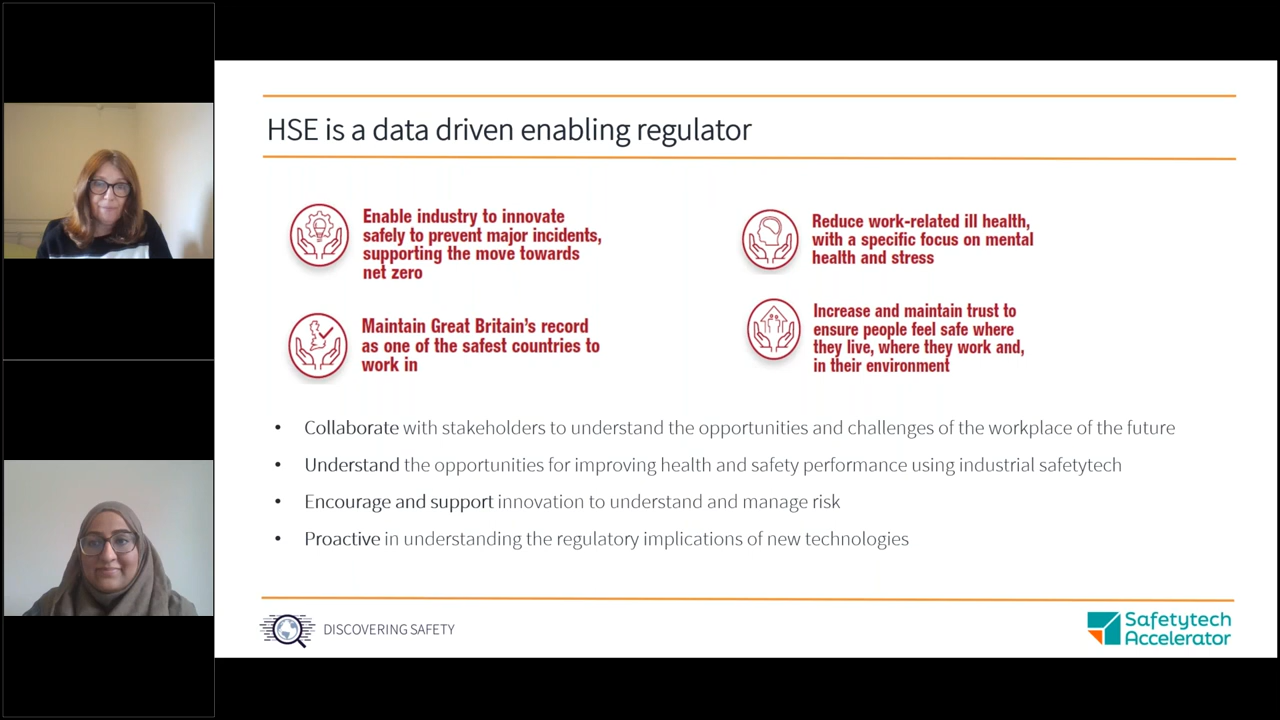 HSE is a data driven enabling regulator
Enable industry to innovate
safely to prevent major incidents,
supporting the move towards
net zero
Maintain Great Britain's record
as one of the safest countries to
work in
Reduce work-related ill health,
with a specific focus on mental
health and stress
Increase and maintain trust to
ensure people feel safe where
they live, where they work and,
in their environment
• Collaborate with stakeholders to understand the opportunities and challenges of the workplace of the future
• Understand the opportunities for improving health and safety performance using industrial safetytech
• Encourage and support innovation to understand and manage risk
• Proactive in understanding the regulatory implications of new technologies
DISCOVERING SAFETY
Safetytech
Accelerator